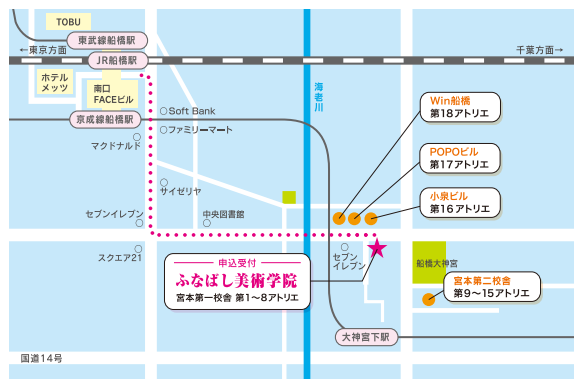 TOBU
東武線船橋駅
←東京方面
千葉方面→
JR船橋駅
ホテル
メッツ
南口
FACEビル
海老川
Win船橋
第18アトリエ
Soft Bank
京成線船橋駅
ファミリーマート
マクドナルド
POPOビル
第17アトリエ
サイゼリヤ
小泉ビル
第16アトリエ
セブンイレブン
中央図書館
スクエア21
セブン
イレブン
船橋大神宮
申込受付
ふなばし美術学院
宮本第一校舎 第1〜8アトリエ
宮本第二校舎
第9〜15アトリエ
大神宮下駅
国道14号